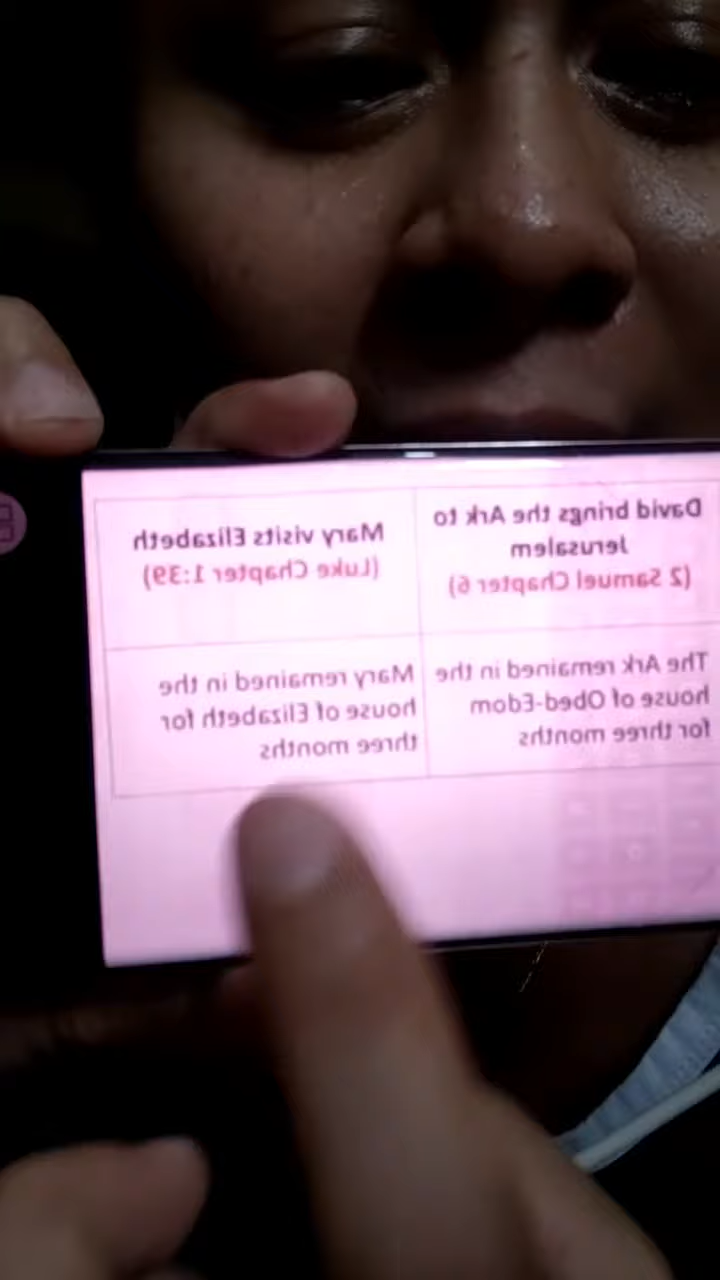 David brings the Ark to
Jerusalem
(2 Samuel Chapter 6)
Mary visits Elizabeth
(Luke Chapter 1:39)
The Ark remained in the
house of Obed-Edom
for three months
Mary remained in the
house of Elizabeth for
three months